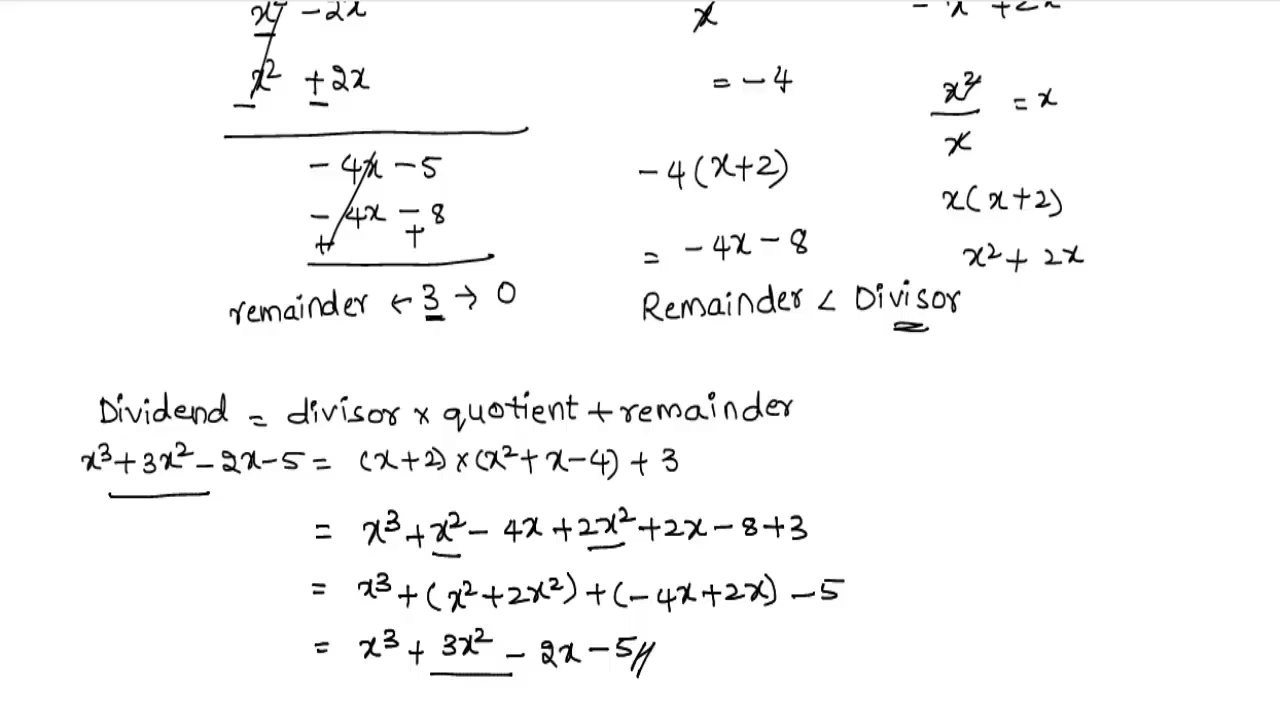 x² - 2x
x² + 2x
-4x - 5
-4x - 8
+ +
remainder ← 3 → 0
x
= -4
-4(x+2)
= -4x - 8
Remainder < Divisor
x²/x = x
x(x+2)
x² + 2x
Dividend = divisor × quotient + remainder
x³+3x²-2x-5 = (x+2)×(x²+x-4)+3
= x³+x²-4x+2x²+2x-8+3
= x³+(x²+2x²)+(-4x+2x)-5
= x³+3x²-2x-5//